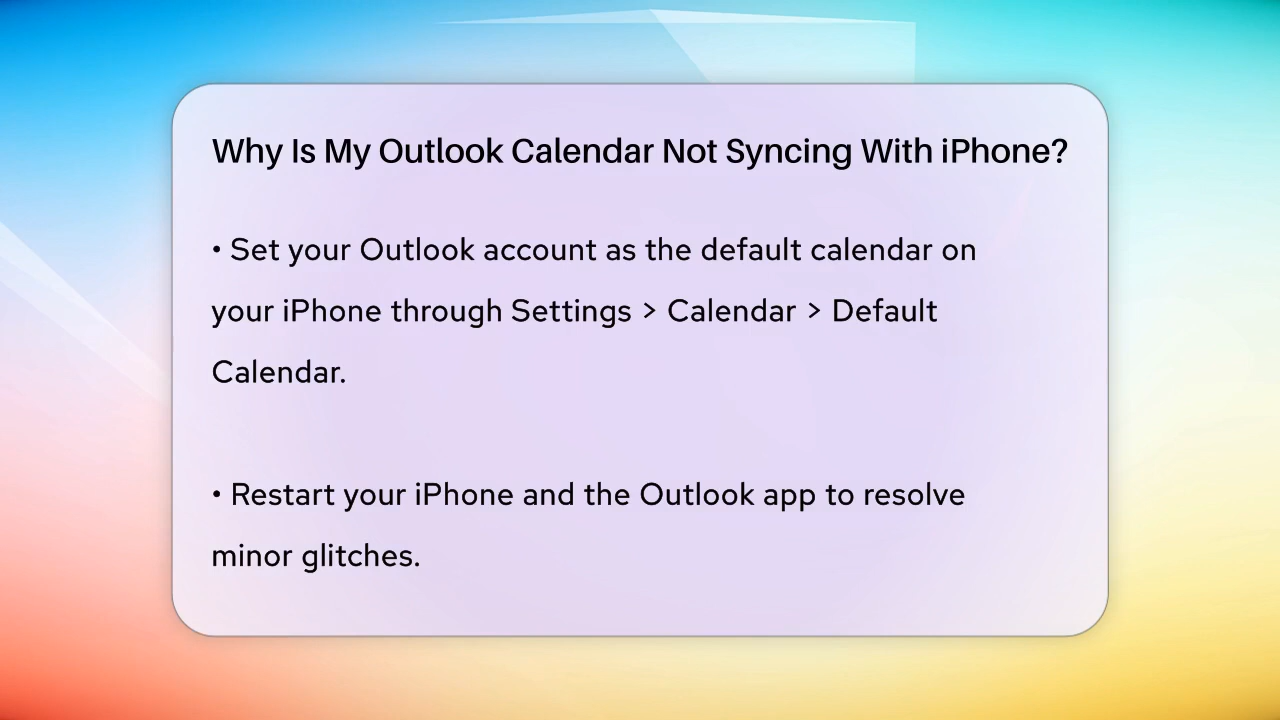 Why Is My Outlook Calendar Not Syncing With iPhone?
• Set your Outlook account as the default calendar on
your iPhone through Settings > Calendar > Default
Calendar.
• Restart your iPhone and the Outlook app to resolve
minor glitches.